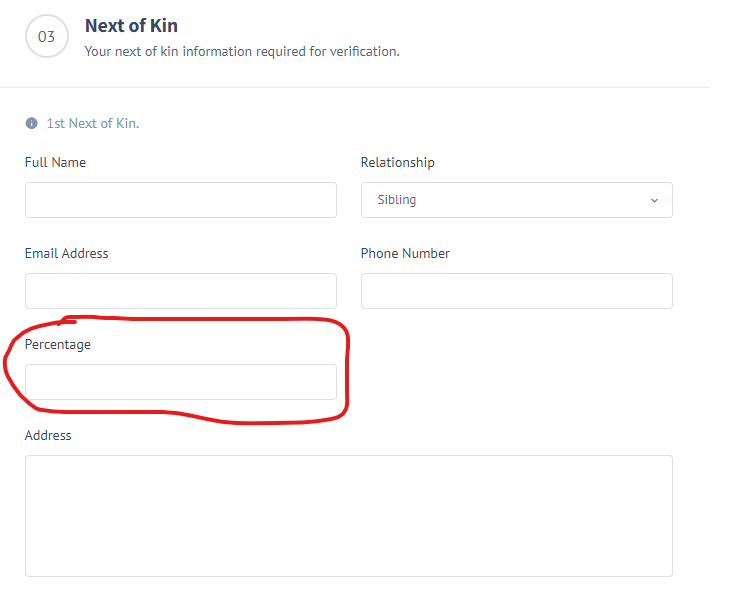 03
Next of Kin
Your next of kin information required for verification.
1st Next of Kin.
Full Name
Relationship
Sibling
Email Address
Phone Number
Percentage
Address